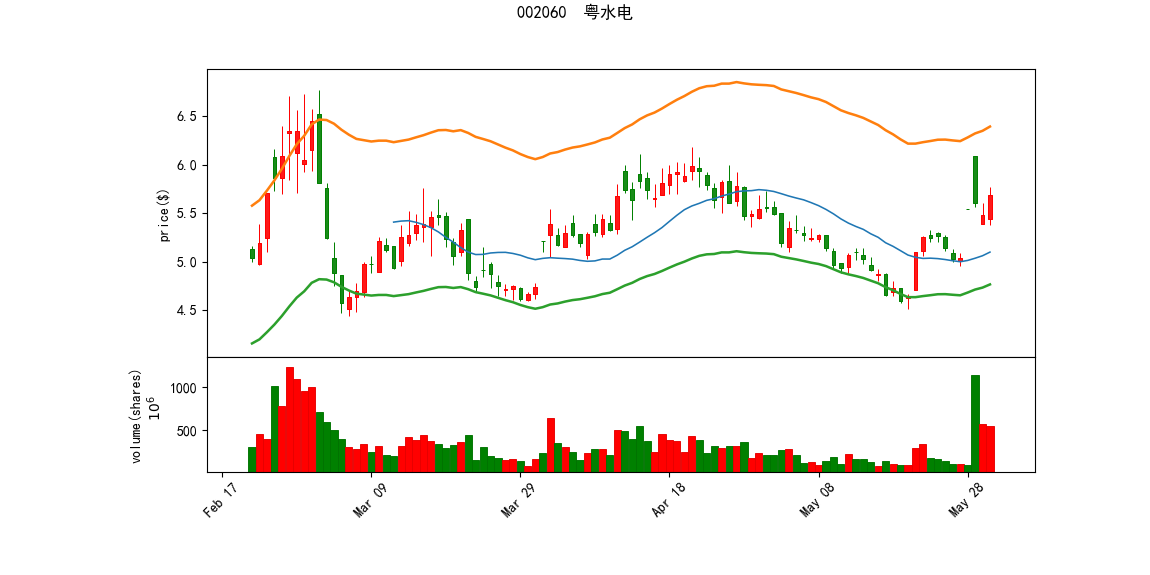 002060 粤水电
price($)
6.5
6.0
5.5
5.0
4.5
volume(shares)
10^6
1000
500
Feb 17
Mar 09
Mar 29
Apr 18
May 08
May 28